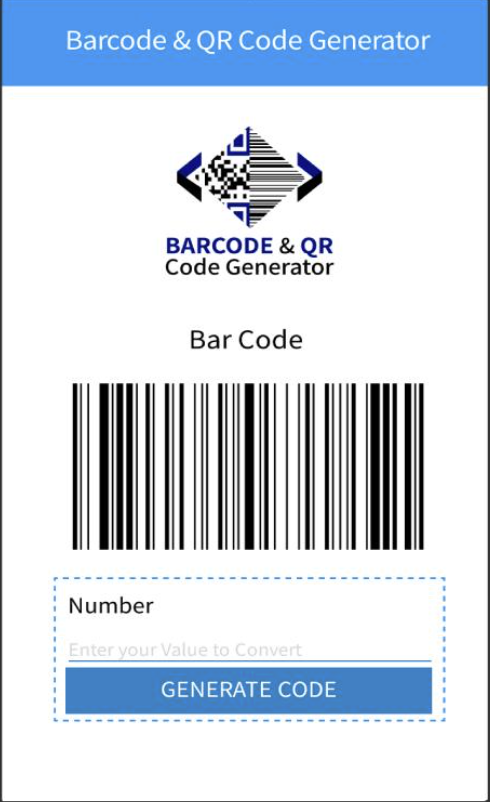 Barcode & QR Code Generator
BARCODE & QR
Code Generator
Bar Code
Number
Enter your Value to Convert
GENERATE CODE